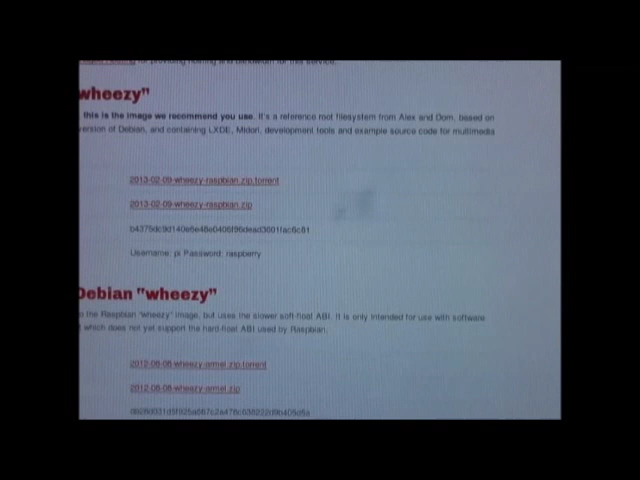 for providing hosting and bandwidth for this service.
wheezy"
this is the image we recommend you use. It's a reference root filesystem from Alex and Dom, based on
version of Debian, and containing LXDE, Midori, development tools and example source code for multimedia
2013-02-09-wheezy-raspbian.zip.torrent
2013-02-09-wheezy-raspbian.zip
Username: pi Password: raspberry
Debian "wheezy"
the Raspbian "wheezy" image, but uses the slower soft-float ABI. It is only intended for use with software
which does not yet support the hard-float ABI used by Raspbian.
2012-08-08-wheezy-armel.zip.torrent
2012-08-08-wheezy-armel.zip